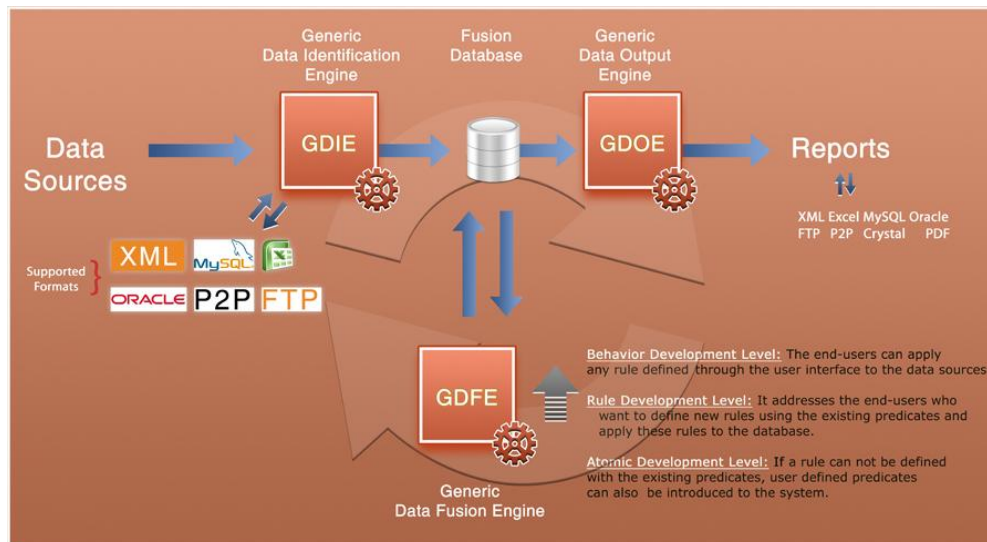 Generic
Data Identification
Engine
Fusion
Database
Generic
Data Output
Engine
Data
Sources
GDIE
GDOE
Reports
XML Excel MySQL Oracle
FTP P2P Crystal PDF
Supported
Formats
XML
MySQL
ORACLE
P2P
FTP
GDFE
Generic
Data Fusion Engine
Behavior Development Level: The end-users can apply
any rule defined through the user interface to the data sources
Rule Development Level: It addresses the end-users who
want to define new rules using the existing predicates and
apply these rules to the database.
Atomic Development Level: If a rule can not be defined
with the existing predicates, user defined predicates
can also be introduced to the system.